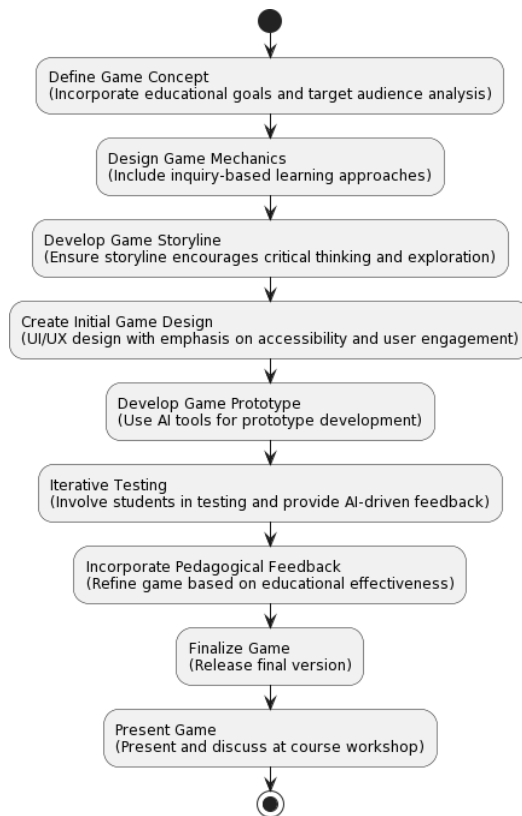 Define Game Concept
(Incorporate educational goals and target audience analysis)
Design Game Mechanics
(Include inquiry-based learning approaches)
Develop Game Storyline
(Ensure storyline encourages critical thinking and exploration)
Create Initial Game Design
(UI/UX design with emphasis on accessibility and user engagement)
Develop Game Prototype
(Use AI tools for prototype development)
Iterative Testing
(Involve students in testing and provide AI-driven feedback)
Incorporate Pedagogical Feedback
(Refine game based on educational effectiveness)
Finalize Game
(Release final version)
Present Game
(Present and discuss at course workshop)